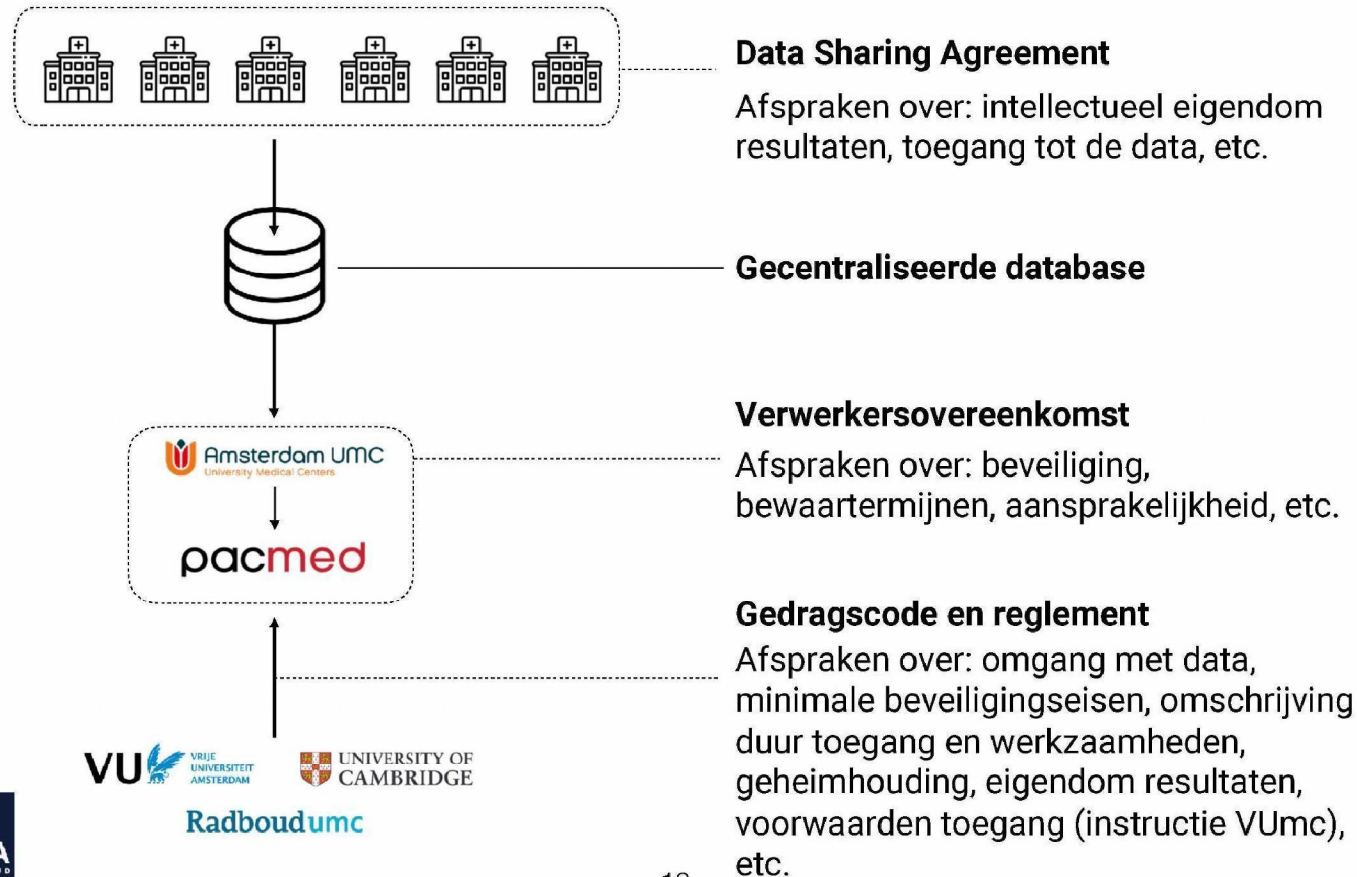 Data Sharing Agreement
Afspraken over: intellectueel eigendom
resultaten, toegang tot de data, etc.
Gecentraliseerde database
Verwerkersovereenkomst
Afspraken over: beveiliging,
bewaartermijnen, aansprakelijkheid, etc.
Amsterdam UMC
University Medical Centers
pacmed
Gedragscode en reglement
Afspraken over: omgang met data,
minimale beveiligingseisen, omschrijving
duur toegang en werkzaamheden,
geheimhouding, eigendom resultaten,
voorwaarden toegang (instructie VUmc),
etc.
VU VRIJE
UNIVERSITEIT
AMSTERDAM
UNIVERSITY OF
CAMBRIDGE
Radboudumc